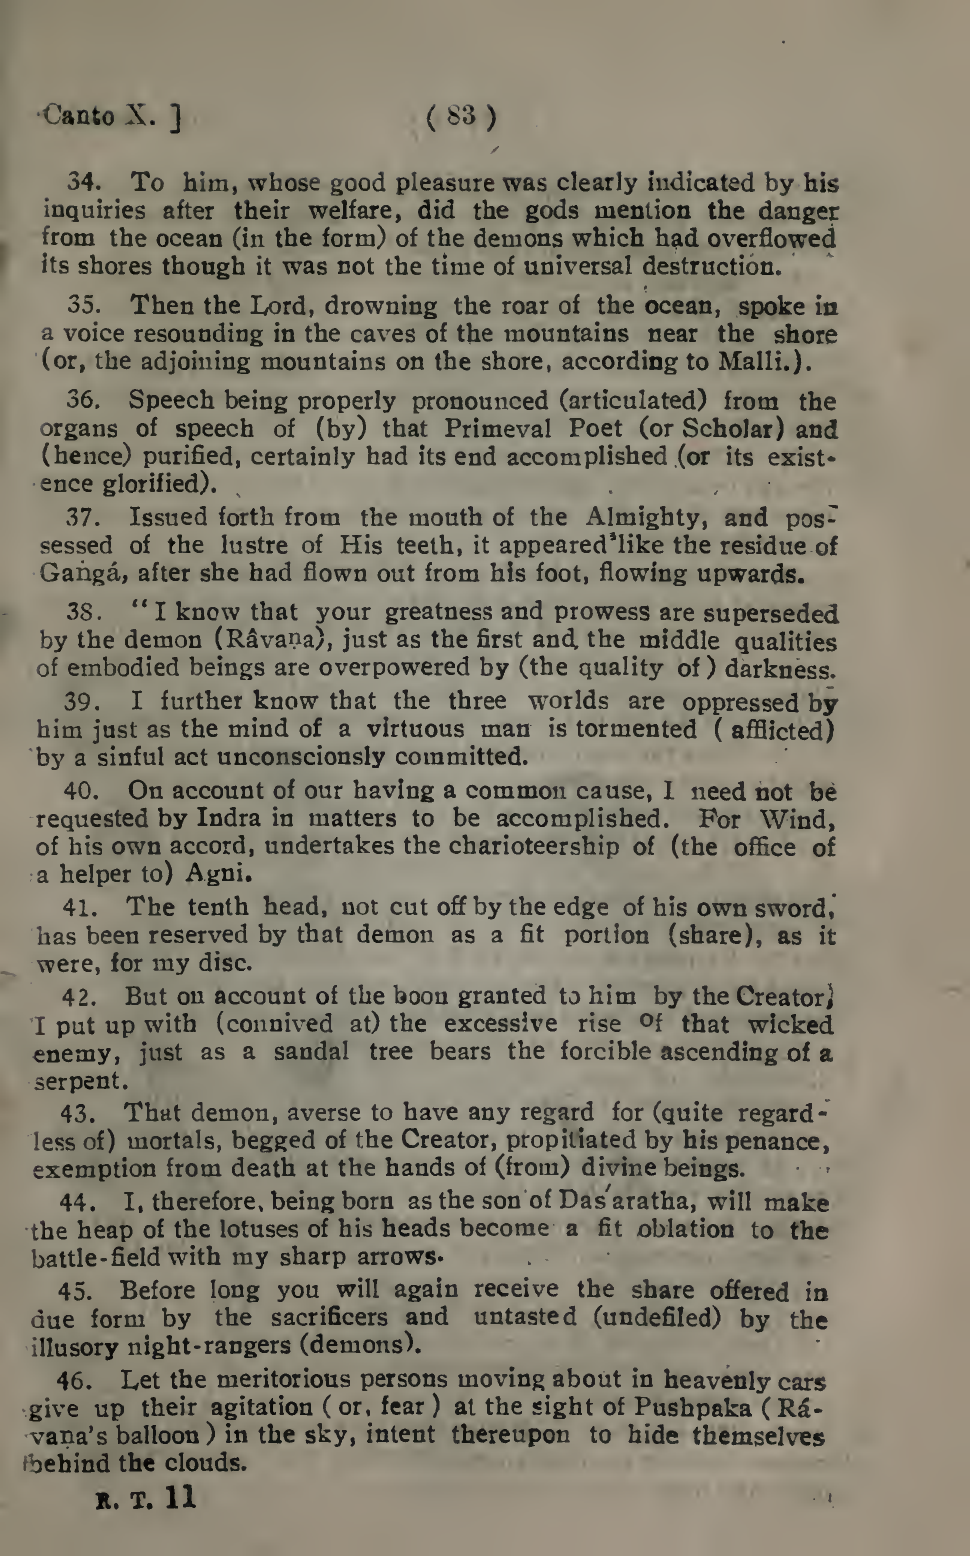 Canto X. ]
( 83 )
34. To him, whose good pleasure was clearly indicated by his
inquiries after their welfare, did the gods mention the danger
from the ocean (in the form) of the demons which had overflowed
its shores though it was not the time of universal destruction.
35. Then the Lord, drowning the roar of the ocean, spoke in
a voice resounding in the caves of the mountains near the shore
(or, the adjoining mountains on the shore, according to Malli.).
36. Speech being properly pronounced (articulated) from the
organs of speech of (by) that Primeval Poet (or Scholar) and
(hence) purified, certainly had its end accomplished (or its exist-
ence glorified).
37. Issued forth from the mouth of the Almighty, and pos-
sessed of the lustre of His teeth, it appeared like the residue of
Gaṅgá, after she had flown out from his foot, flowing upwards.
38. "I know that your greatness and prowess are superseded
by the demon (Râvaṇa), just as the first and the middle qualities
of embodied beings are overpowered by (the quality of) darkness.
39. I further know that the three worlds are oppressed by
him just as the mind of a virtuous man is tormented ( afflicted)
by a sinful act unconscionsly committed.
40. On account of our having a common cause, I need not be
requested by Indra in matters to be accomplished. For Wind,
of his own accord, undertakes the charioteership of (the office of
a helper to) Agni.
41. The tenth head, not cut off by the edge of his own sword,
has been reserved by that demon as a fit portion (share), as it
were, for my disc.
42. But on account of the boon granted to him by the Creator,
I put up with (connived at) the excessive rise of that wicked
enemy, just as a sandal tree bears the forcible ascending of a
serpent.
43. That demon, averse to have any regard for (quite regard-
less of) mortals, begged of the Creator, propitiated by his penance,
exemption from death at the hands of (from) divine beings.
44. I, therefore, being born as the son of Das'aratha, will make
the heap of the lotuses of his heads become a fit oblation to the
battle-field with my sharp arrows.
45. Before long you will again receive the share offered in
due form by the sacrificers and untasted (undefiled) by the
illusory night-rangers (demons).
46. Let the meritorious persons moving about in heavenly cars
give up their agitation ( or, fear ) at the sight of Pushpaka ( Rá-
vaṇa's balloon ) in the sky, intent thereupon to hide themselves
behind the clouds.
R. T. 11